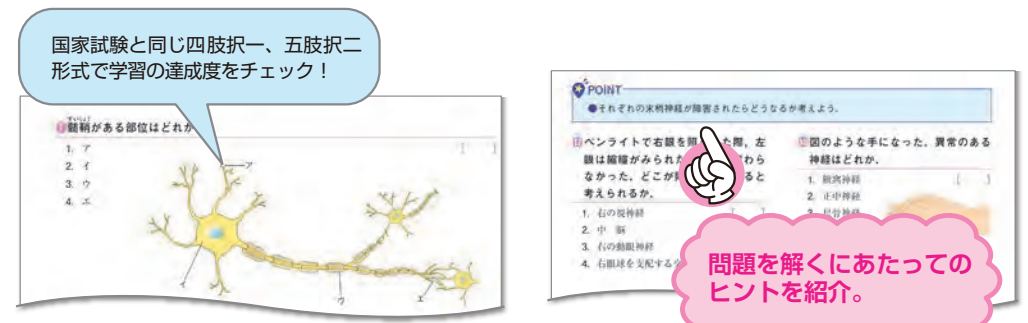 国家試験と同じ四肢択一、五肢択二
形式で学習の達成度をチェック!
ずいしょう
髄鞘がある部位はどれか
1. ア
2. イ
3. ウ
4. エ
[ ]
ア
イ
ウ
エ
POINT
●それぞれの末梢神経が障害されたらどうなるか考えよう.
ペンライトで右眼を照 た際,左
眼は縮瞳がみられた わら
なかった.どこが ると
考えられるか.
1. 右の視神経 [ ]
2. 中 脳
3. 右の動眼神経
4. 右眼球を支配する
図のような手になった.異常のある
神経はどれか.
1. 腋窩神経 [ ]
2. 正中神経
3. 尺骨神経
問題を解くにあたっての
ヒントを紹介。